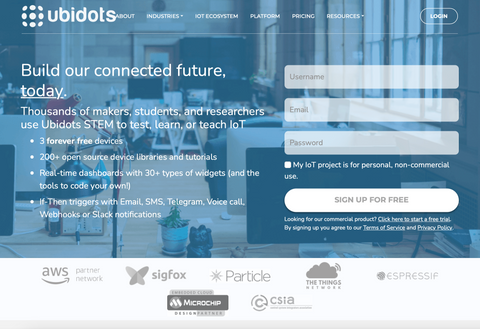 ubidots
ABOUT INDUSTRIES IOT ECOSYSTEM PLATFORM PRICING RESOURCES LOGIN
Build our connected future,
today.
Thousands of makers, students, and researchers
use Ubidots STEM to test, learn, or teach IoT
3 forever free devices
200+ open source device libraries and tutorials
Real-time dashboards with 30+ types of widgets (and the
tools to code your own!)
If-Then triggers with Email, SMS, Telegram, Voice call,
Webhooks or Slack notifications
Username
Email
Password
My IoT project is for personal, non-commercial
use.
SIGN UP FOR FREE
Looking for our commercial product? Click here to start a free trial.
By signing up you agree to our Terms of Service and Privacy Policy.
aws partner
network
sigfox
Particle
THE THINGS
NETWORK
ESPRESSIF
EMBEDDED CLOUD
MICROCHIP
DESIGN PARTNER
csia